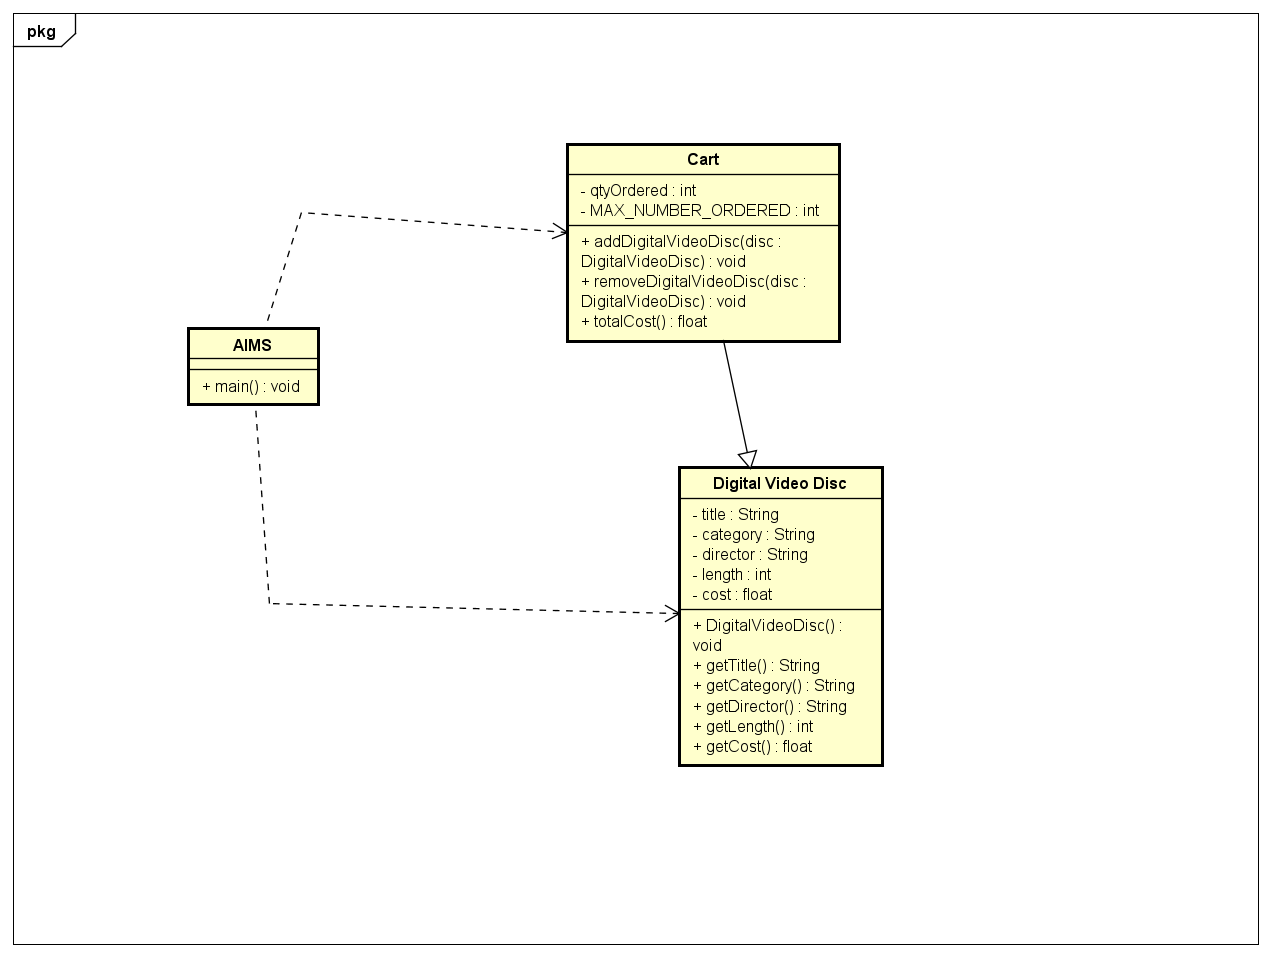 pkg
Cart
- qtyOrdered : int
- MAX_NUMBER_ORDERED : int
+ addDigitalVideoDisc(disc :
DigitalVideoDisc) : void
+ removeDigitalVideoDisc(disc :
DigitalVideoDisc) : void
+ totalCost() : float
AIMS
+ main() : void
Digital Video Disc
- title : String
- category : String
- director : String
- length : int
- cost : float
+ DigitalVideoDisc() :
void
+ getTitle() : String
+ getCategory() : String
+ getDirector() : String
+ getLength() : int
+ getCost() : float